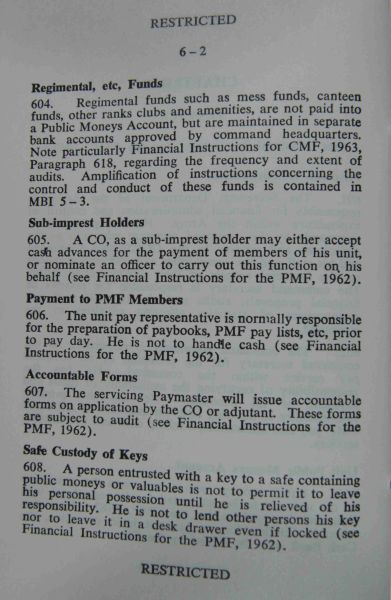 RESTRICTED
6-2
Regimental, etc, Funds
604. Regimental funds such as mess funds, canteen
funds, other ranks clubs and amenities, are not paid into
a Public Moneys Account, but are maintained in separate
bank accounts approved by command headquarters.
Note particularly Financial Instructions for CMF, 1963,
Paragraph 618, regarding the frequency and extent of
audits. Amplification of instructions concerning the
control and conduct of these funds is contained in
MBI 5-3.
Sub-imprest Holders
605. A CO, as a sub-imprest holder may either accept
cash advances for the payment of members of his unit,
or nominate an officer to carry out this function on his
behalf (see Financial Instructions for the PMF, 1962).
Payment to PMF Members
606. The unit pay representative is normally responsible
for the preparation of paybooks, PMF pay lists, etc, prior
to pay day. He is not to handle cash (see Financial
Instructions for the PMF, 1962).
Accountable Forms
607. The servicing Paymaster will issue accountable
forms on application by the CO or adjutant. These forms
are subject to audit (see Financial Instructions for the
PMF, 1962).
Safe Custody of Keys
608. A person entrusted with a key to a safe containing
public moneys or valuables is not to permit it to leave
his personal possession until he is relieved of his
responsibility. He is not to lend other persons his key
nor to leave it in a desk drawer even if locked (see
Financial Instructions for the PMF, 1962).
RESTRICTED